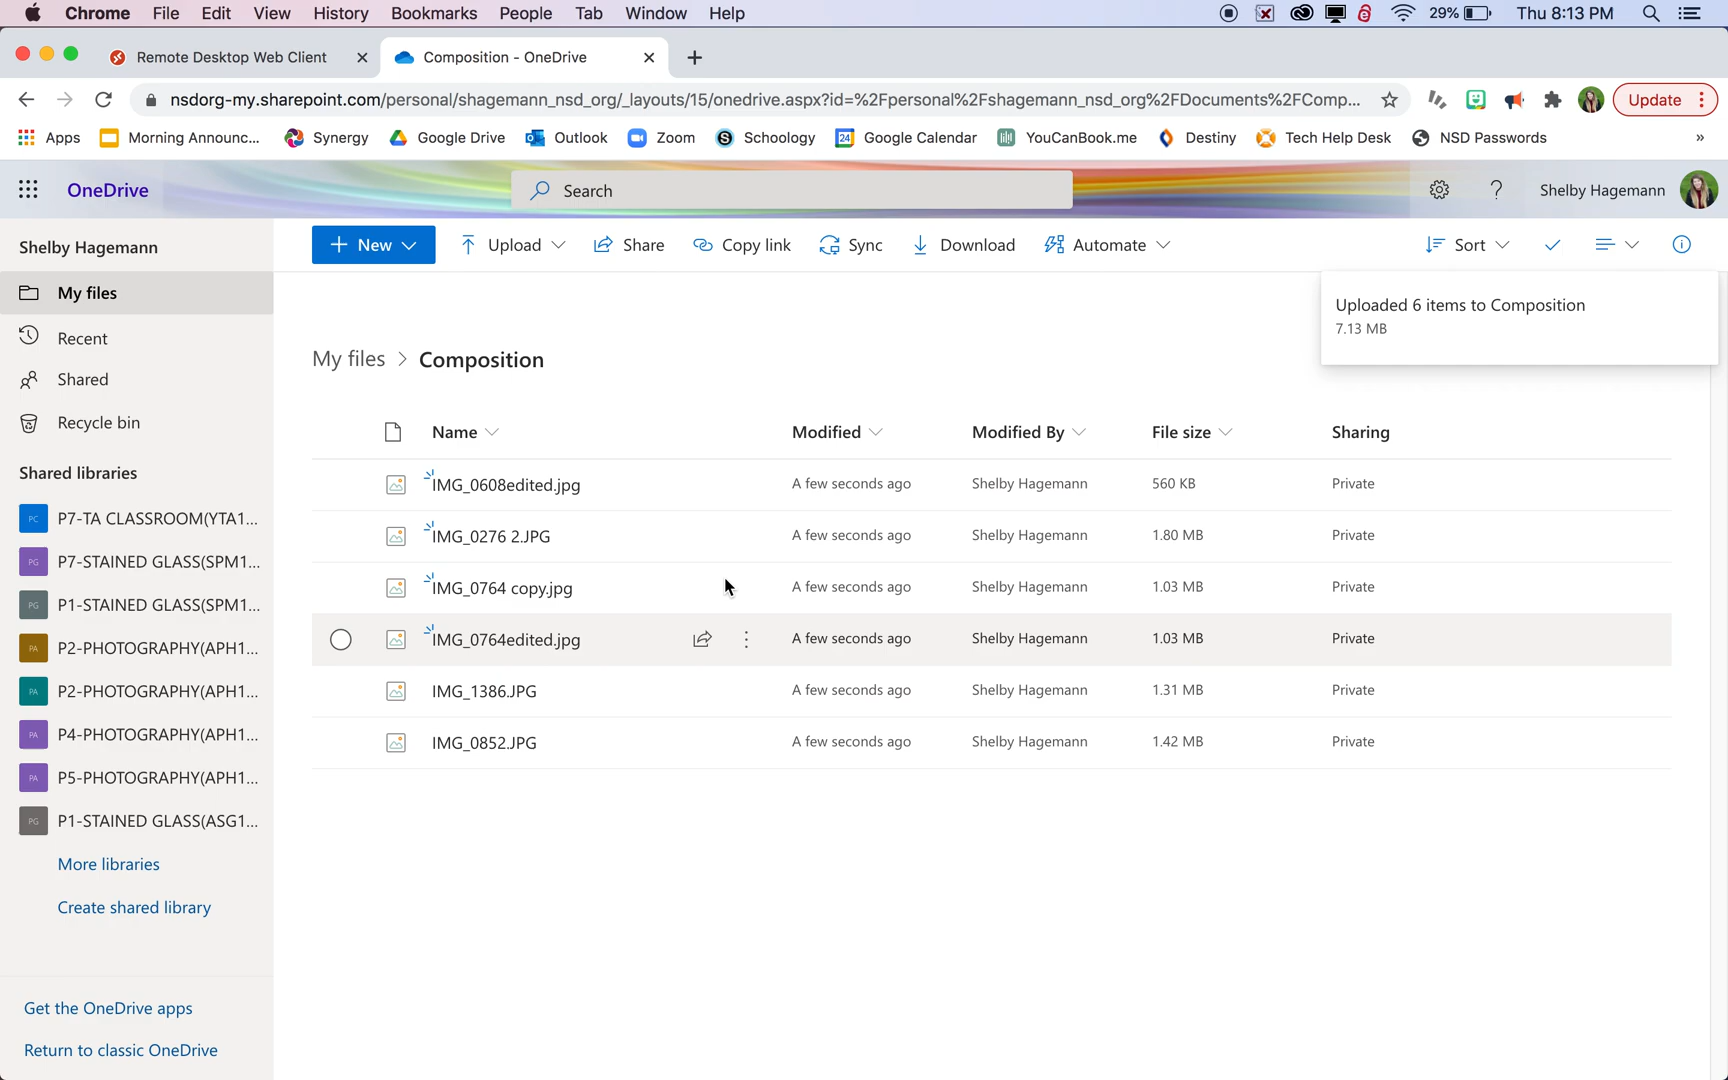 Chrome File Edit View History Bookmarks People Tab Window Help 29% Thu 8:13 PM
Remote Desktop Web Client Composition - OneDrive
nsdorg-my.sharepoint.com/personal/shagemann_nsd_org/_layouts/15/onedrive.aspx?id=%2Fpersonal%2Fshagemann_nsd_org%2FDocuments%2FComp... Update
Apps Morning Announc... Synergy Google Drive Outlook Zoom Schoology Google Calendar YouCanBook.me Destiny Tech Help Desk NSD Passwords »
OneDrive Search ? Shelby Hagemann
Shelby Hagemann
New Upload Share Copy link Sync Download Automate Sort
My files
Recent
Shared
Recycle bin
Shared libraries
PC P7-TA CLASSROOM(YTA1...
PG P7-STAINED GLASS(SPM1...
PG P1-STAINED GLASS(SPM1...
PA P2-PHOTOGRAPHY(APH1...
PA P2-PHOTOGRAPHY(APH1...
PA P4-PHOTOGRAPHY(APH1...
PA P5-PHOTOGRAPHY(APH1...
PG P1-STAINED GLASS(ASG1...
More libraries
Create shared library
Get the OneDrive apps
Return to classic OneDrive
Uploaded 6 items to Composition
7.13 MB
My files > Composition
Name Modified Modified By File size Sharing
IMG_0608edited.jpg A few seconds ago Shelby Hagemann 560 KB Private
IMG_0276 2.JPG A few seconds ago Shelby Hagemann 1.80 MB Private
IMG_0764 copy.jpg A few seconds ago Shelby Hagemann 1.03 MB Private
IMG_0764edited.jpg A few seconds ago Shelby Hagemann 1.03 MB Private
IMG_1386.JPG A few seconds ago Shelby Hagemann 1.31 MB Private
IMG_0852.JPG A few seconds ago Shelby Hagemann 1.42 MB Private